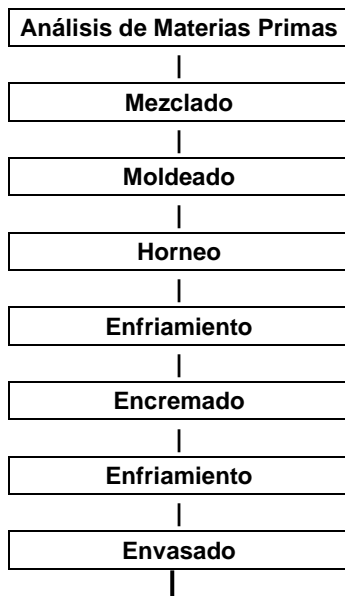 Análisis de Materias Primas
Mezclado
Moldeado
Horneo
Enfriamiento
Encremado
Enfriamiento
Envasado